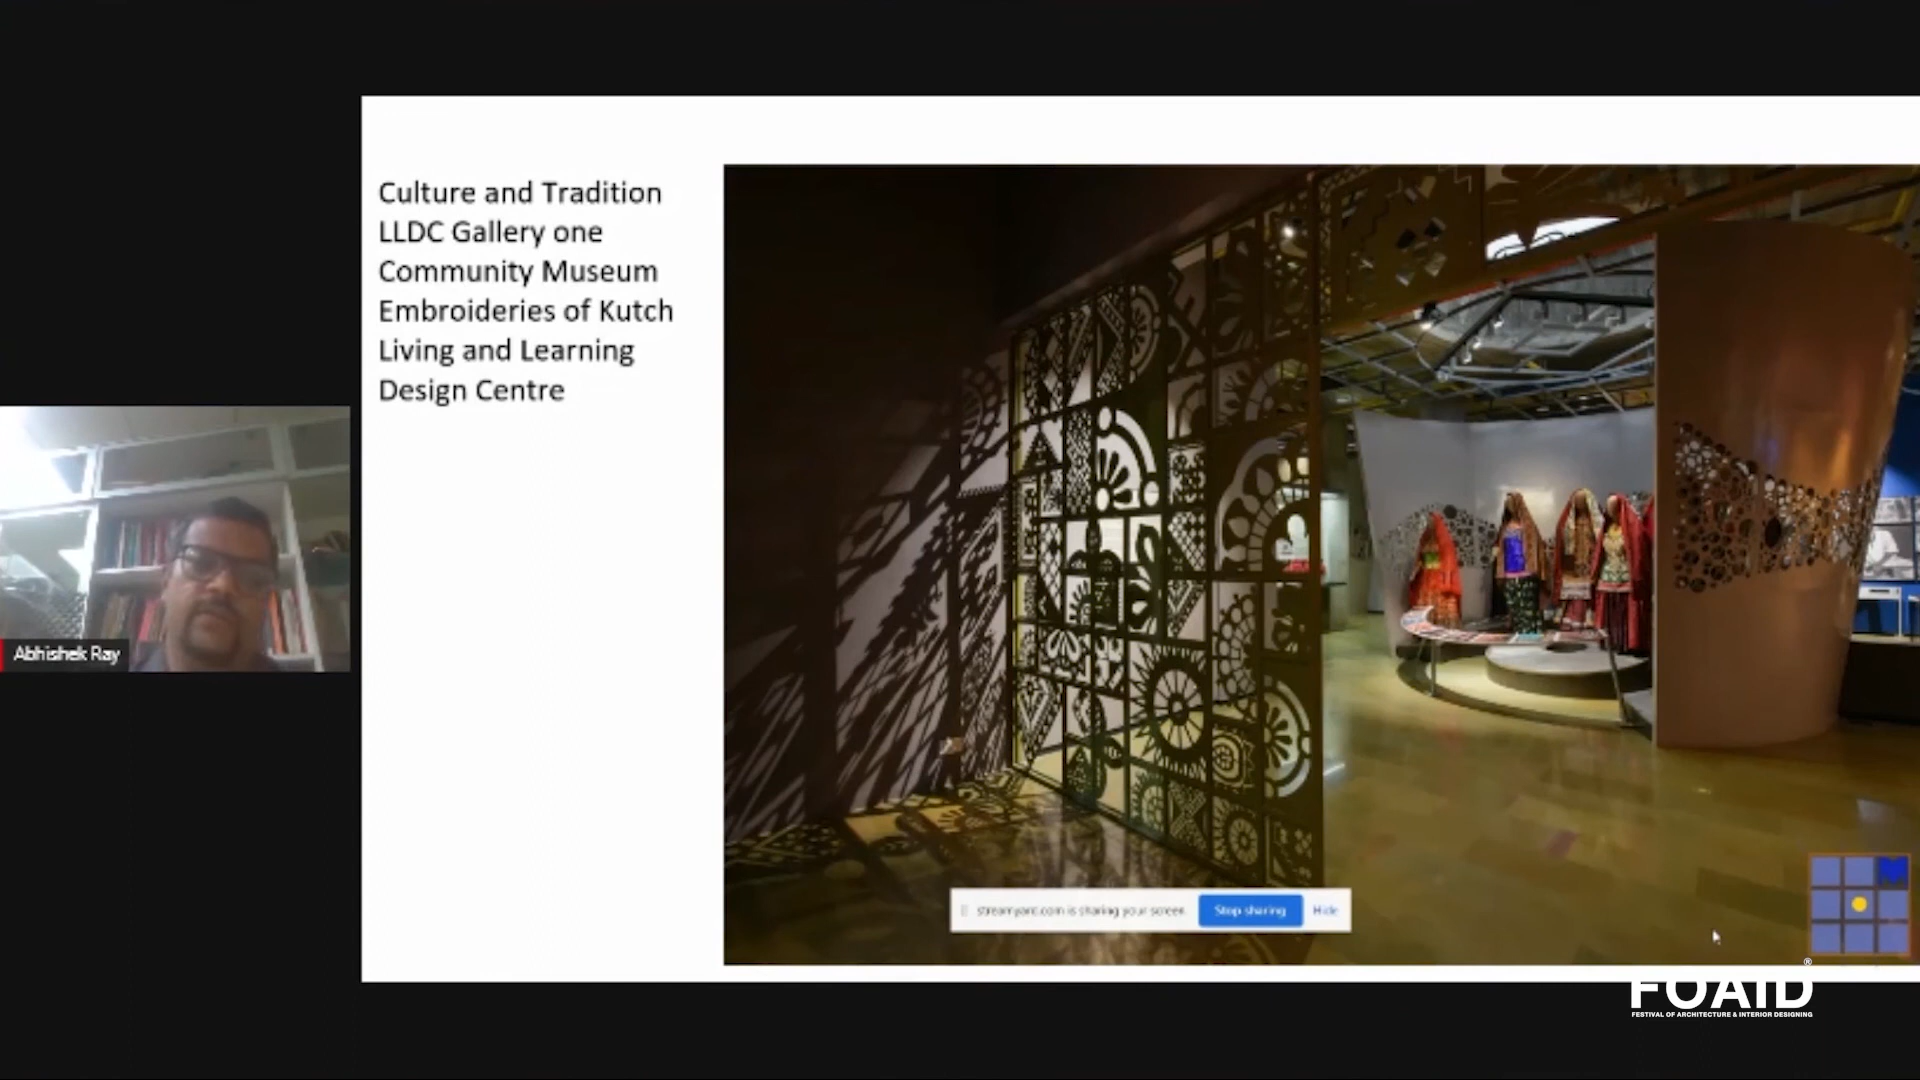 Culture and Tradition
LLDC Gallery one
Community Museum
Embroideries of Kutch
Living and Learning
Design Centre
Abhishek Ray
streamyard.com is sharing your screen.
Stop sharing
Hide
FOAID®
FESTIVAL OF ARCHITECTURE & INTERIOR DESIGNING